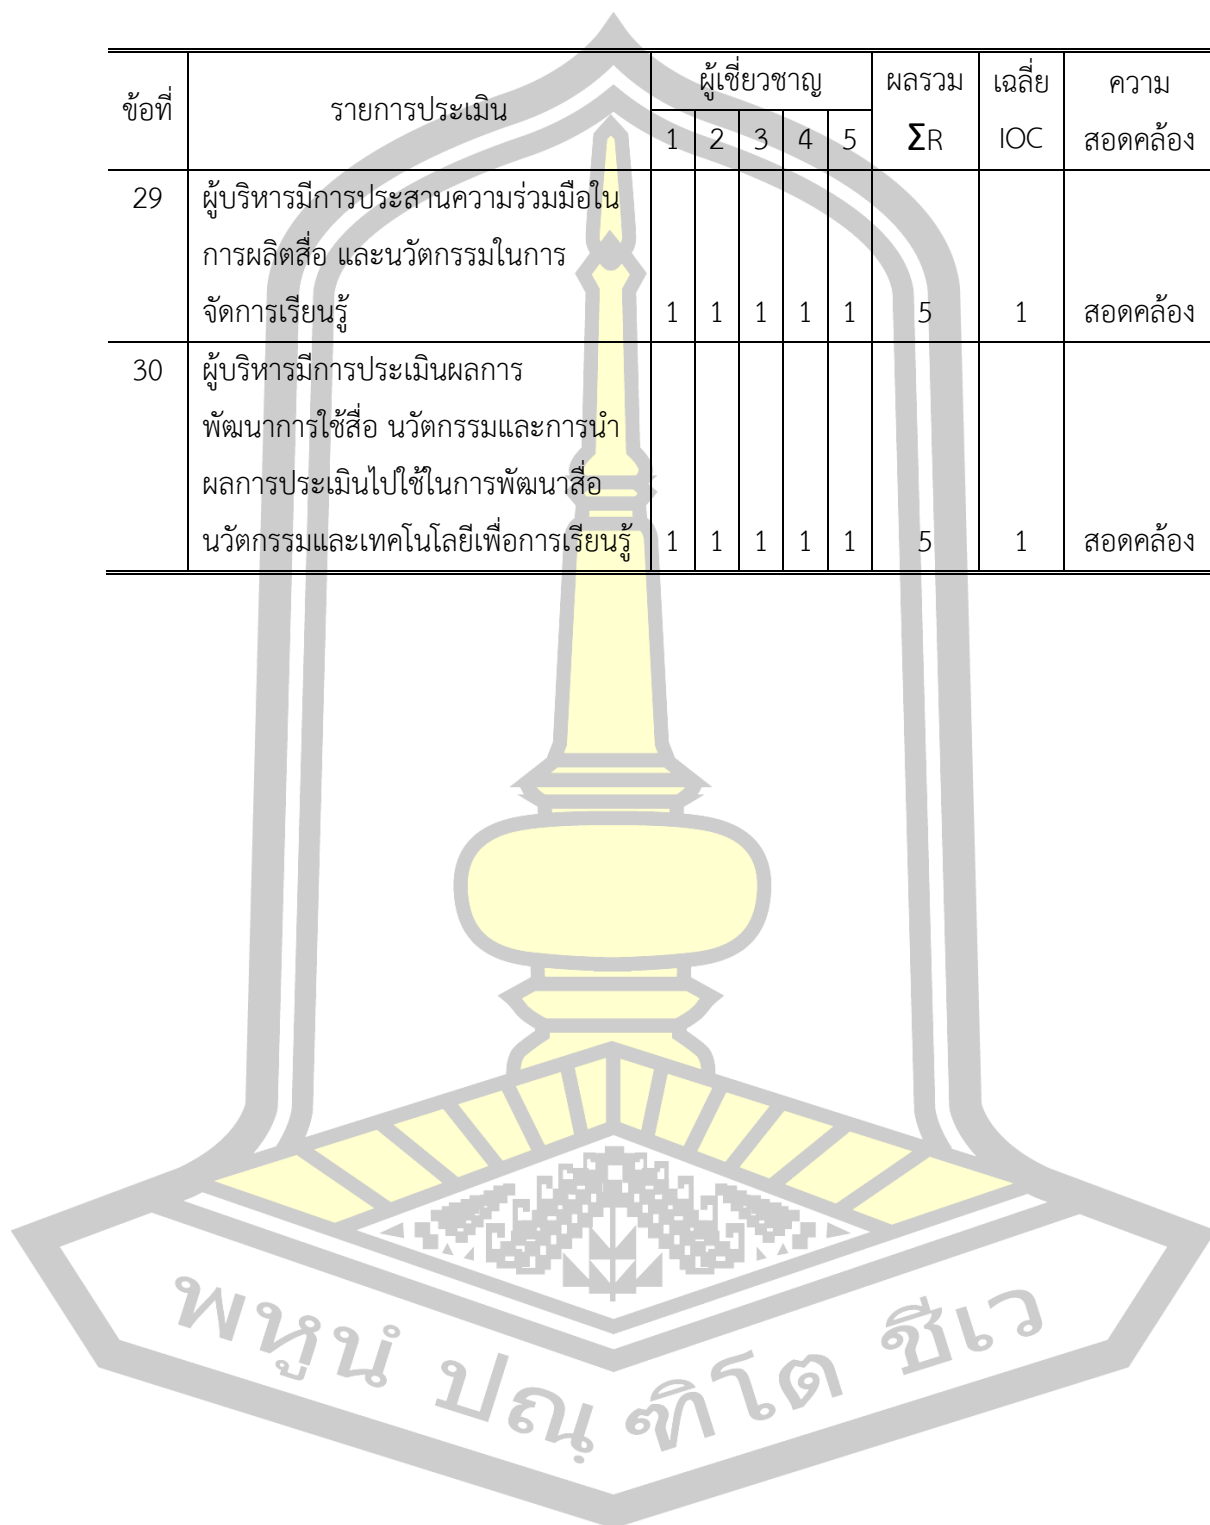 ข้อที่ รายการประเมิน ผู้เชี่ยวชาญ ผลรวม เฉลี่ย ความ
1 2 3 4 5 ΣR IOC สอดคล้อง
29 ผู้บริหารมีการประสานความร่วมมือใน
การผลิตสื่อ และนวัตกรรมในการ
จัดการเรียนรู้ 1 1 1 1 1 5 1 สอดคล้อง
30 ผู้บริหารมีการประเมินผลการ
พัฒนาการใช้สื่อ นวัตกรรมและการนำ
ผลการประเมินไปใช้ในการพัฒนาสื่อ
นวัตกรรมและเทคโนโลยีเพื่อการเรียนรู้ 1 1 1 1 1 5 1 สอดคล้อง
พหูนํ ปณฺ ฑิโต ชีเว